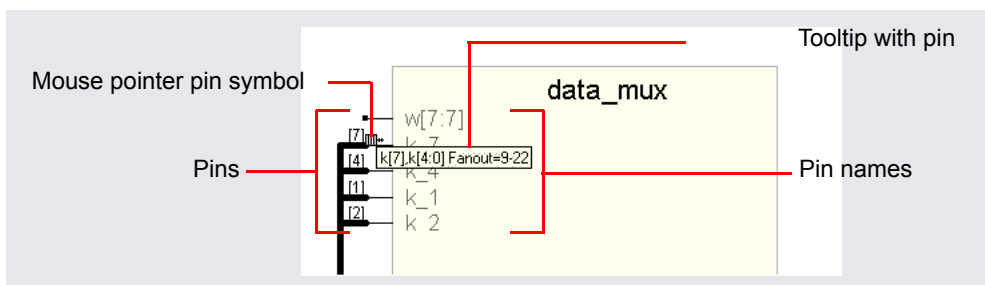 Tooltip with pin
Mouse pointer pin symbol
data_mux
w[7:7]
[7]
k_7
k[7],k[4:0] Fanout=9-22
[4]
k_4
Pins
Pin names
[1]
k_1
[2]
k_2